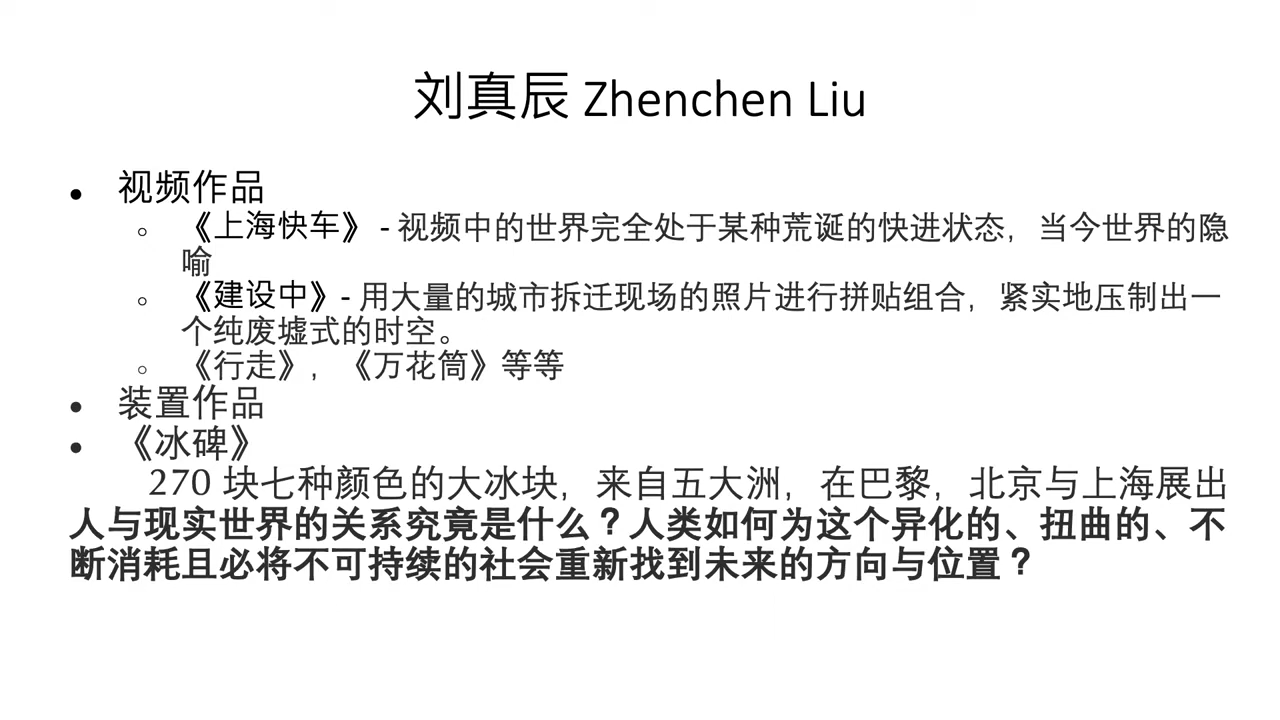 刘真辰 Zhenchen Liu
• 视频作品
○ 《上海快车》 - 视频中的世界完全处于某种荒诞的快进状态，当今世界的隐
喻
○ 《建设中》- 用大量的城市拆迁现场的照片进行拼贴组合，紧实地压制出一
个纯废墟式的时空。
○ 《行走》，《万花筒》等等
• 装置作品
• 《冰碑》
270 块七种颜色的大冰块，来自五大洲，在巴黎，北京与上海展出
人与现实世界的关系究竟是什么？人类如何为这个异化的、扭曲的、不
断消耗且必将不可持续的社会重新找到未来的方向与位置？